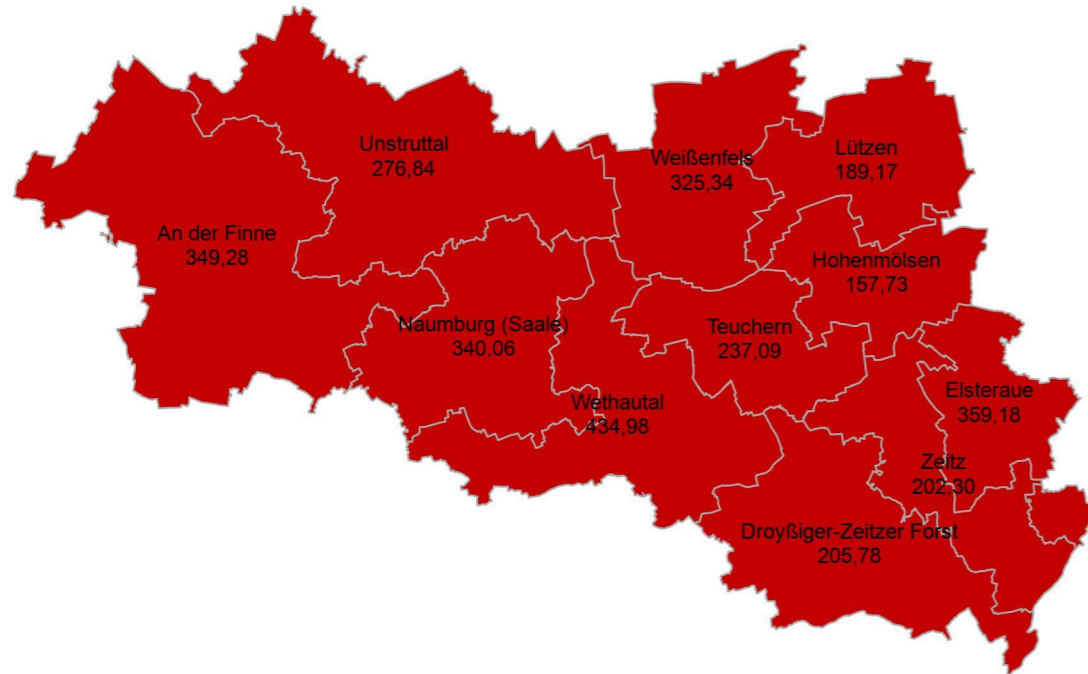 Unstruttal
276,84
Weißenfels
325,34
Lützen
189,17
An der Finne
349,28
Hohenmölsen
157,73
Naumburg (Saale)
340,06
Teuchern
237,09
Elsteraue
359,18
Wethautal
434,98
Zeitz
202,30
Droyßiger-Zeitzer Forst
205,78